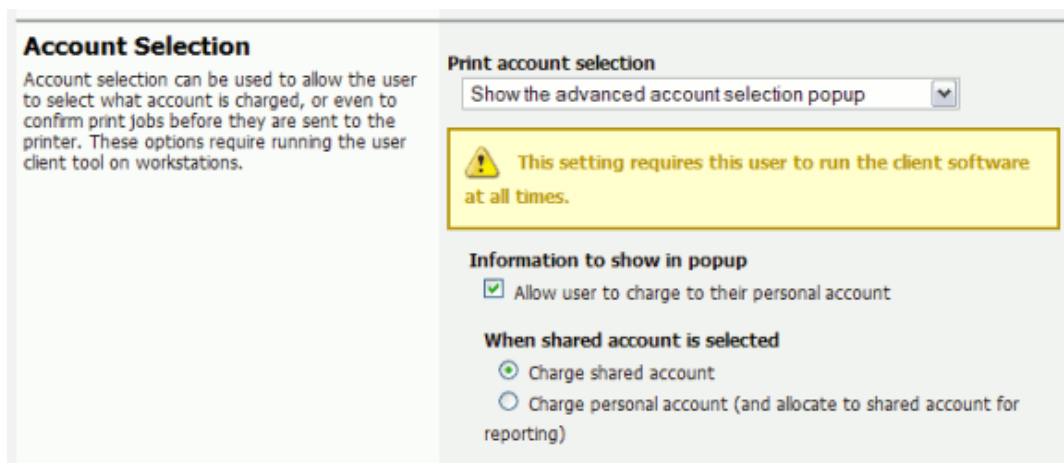 Account Selection
Account selection can be used to allow the user
to select what account is charged, or even to
confirm print jobs before they are sent to the
printer. These options require running the user
client tool on workstations.
Print account selection
Show the advanced account selection popup
This setting requires this user to run the client software
at all times.
Information to show in popup
Allow user to charge to their personal account
When shared account is selected
Charge shared account
Charge personal account (and allocate to shared account for
reporting)